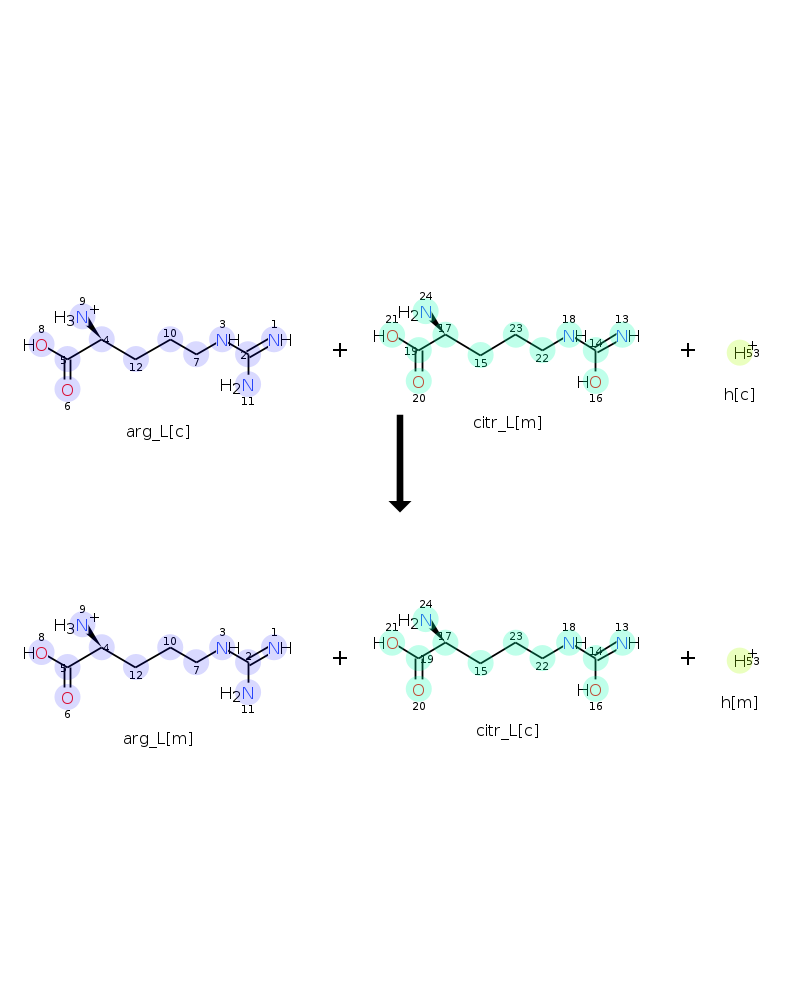 9
H₃N⁺
8
HO
5
6
O
4
12
10
7
3
NH
2
1
NH
H₂N
11
+
24
H₂N
21
HO
19
20
O
17
15
23
22
18
NH
14
13
NH
HO
16
+
H⁺
53
arg_L[c]
citr_L[m]
h[c]
9
H₃N⁺
8
HO
5
6
O
4
12
10
7
3
NH
2
1
NH
H₂N
11
+
24
H₂N
21
HO
19
20
O
17
15
23
22
18
NH
14
13
NH
HO
16
+
H⁺
53
arg_L[m]
citr_L[c]
h[m]